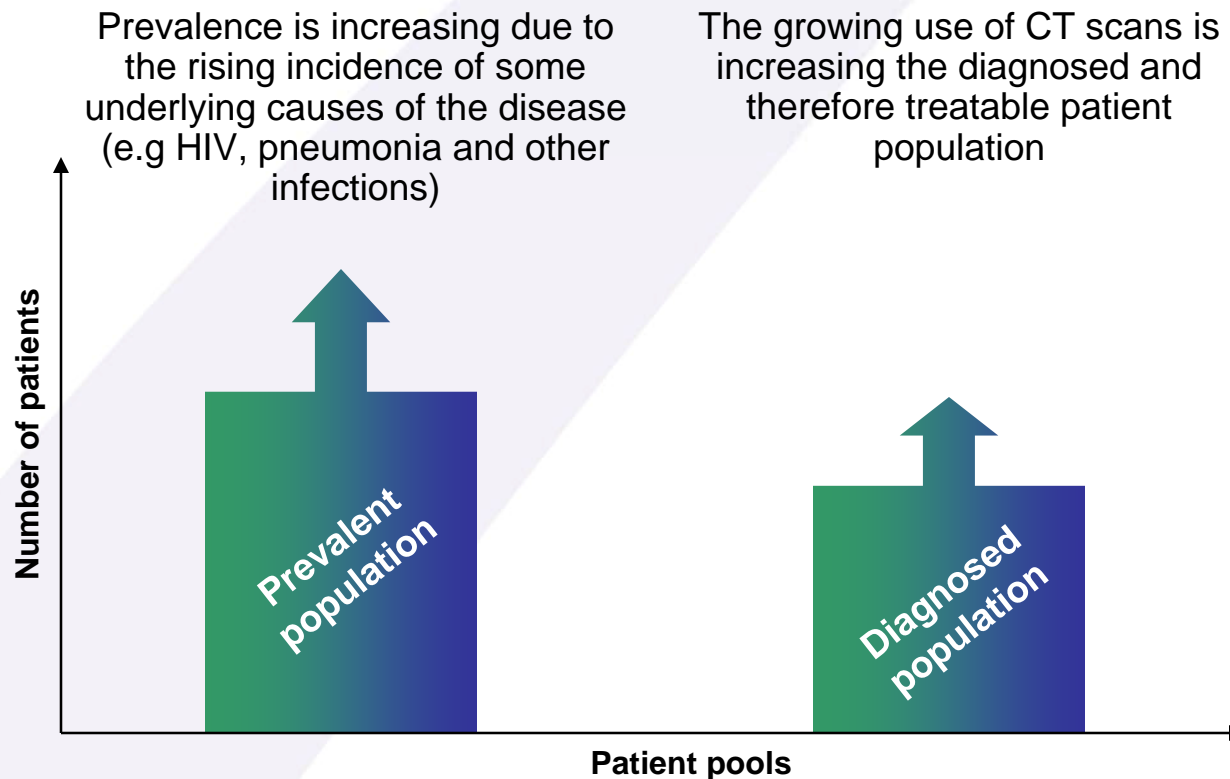 Prevalence is increasing due to
the rising incidence of some
underlying causes of the disease
(e.g HIV, pneumonia and other
infections)
The growing use of CT scans is
increasing the diagnosed and
therefore treatable patient
population
Number of patients
Prevalent
population
Diagnosed
population
Patient pools